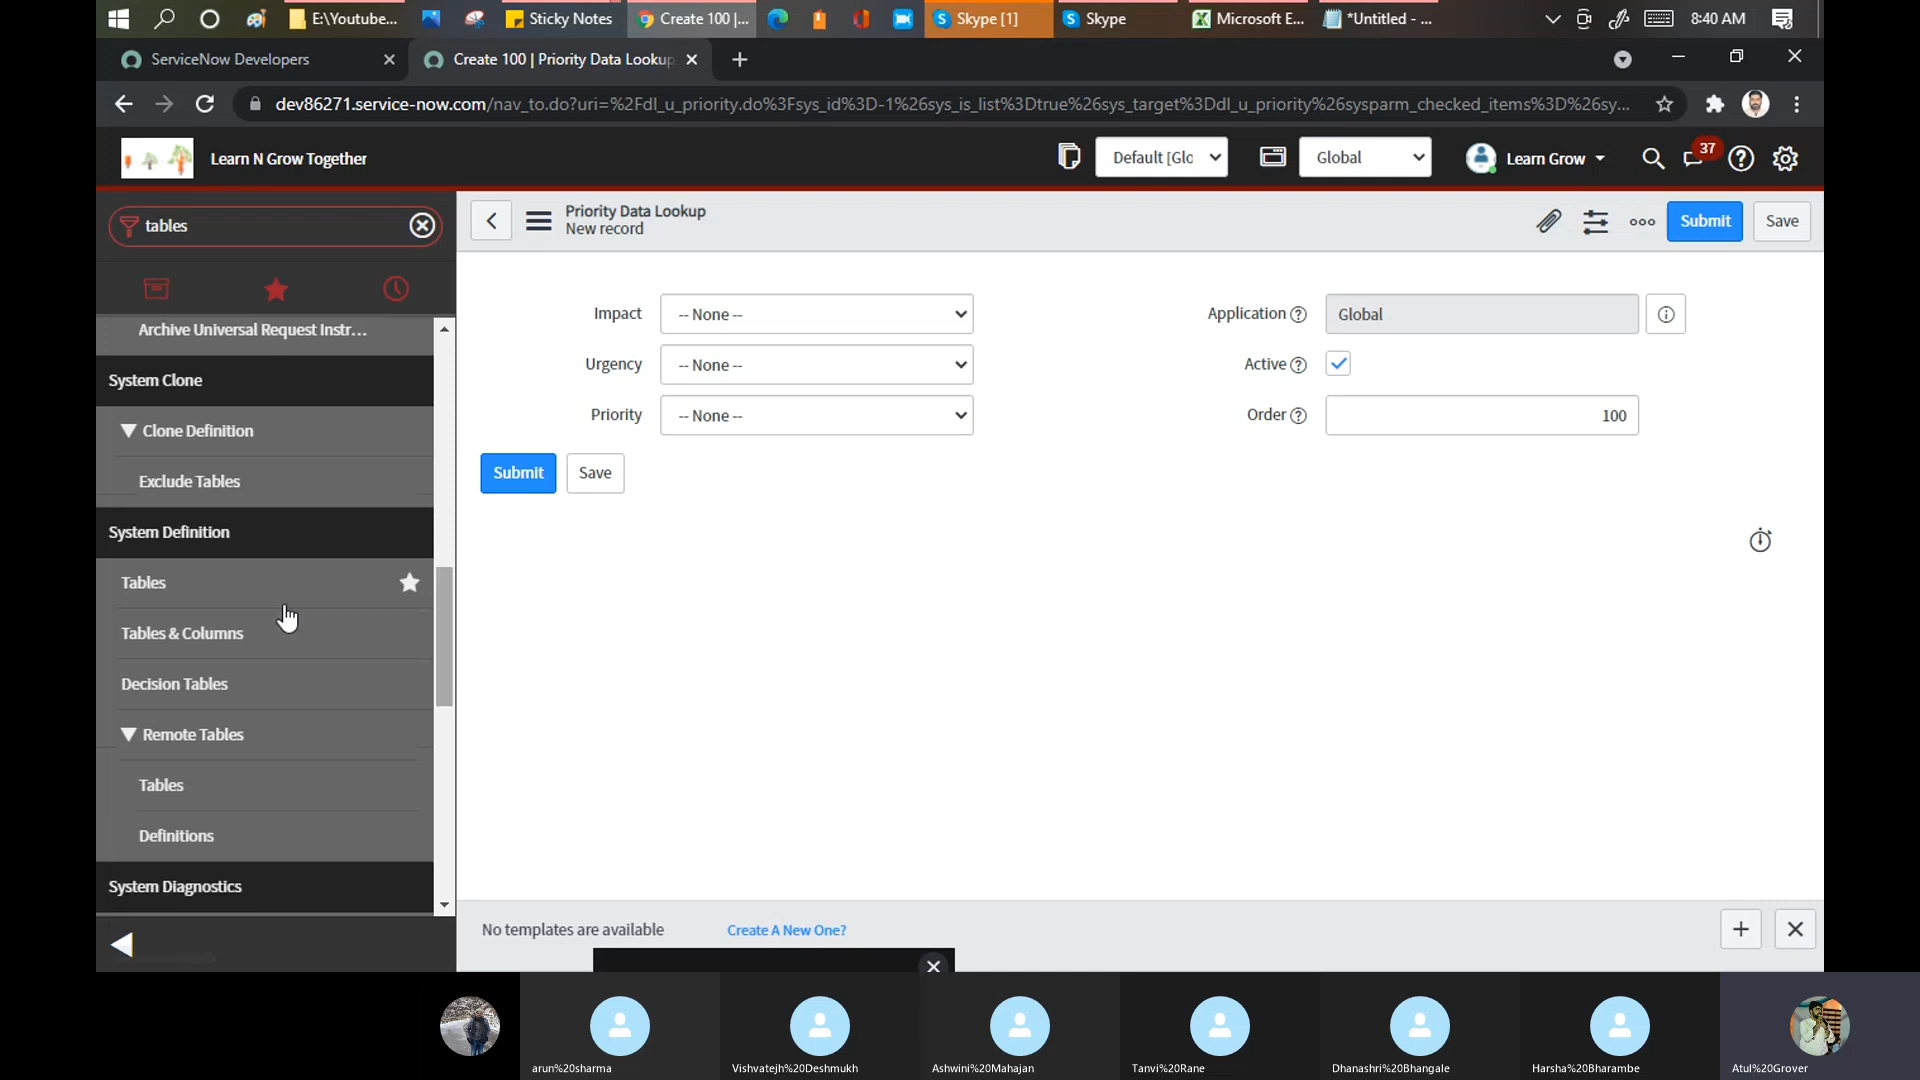 E:\Youtube...
Sticky Notes
Create 100 |...
Skype [1]
Skype
Microsoft E...
*Untitled - ...
8:40 AM
ServiceNow Developers
Create 100 | Priority Data Lookup
dev86271.service-now.com/nav_to.do?uri=%2Fdl_u_priority.do%3Fsys_id%3D-1%26sys_is_list%3Dtrue%26sys_target%3Ddl_u_priority%26sysparm_checked_items%3D%26sy...
Learn N Grow Together
Default [Glo
Global
Learn Grow
37
tables
Priority Data Lookup
New record
Submit
Save
Archive Universal Request Instr...
System Clone
Clone Definition
Exclude Tables
System Definition
Tables
Tables & Columns
Decision Tables
Remote Tables
Tables
Definitions
System Diagnostics
Impact
-- None --
Application
Global
Urgency
-- None --
Active
Priority
-- None --
Order
100
Submit
Save
No templates are available
Create A New One?
arun%20sharma
Vishvatejh%20Deshmukh
Ashwini%20Mahajan
Tanvi%20Rane
Dhanashri%20Bhangale
Harsha%20Bharambe
Atul%20Grover